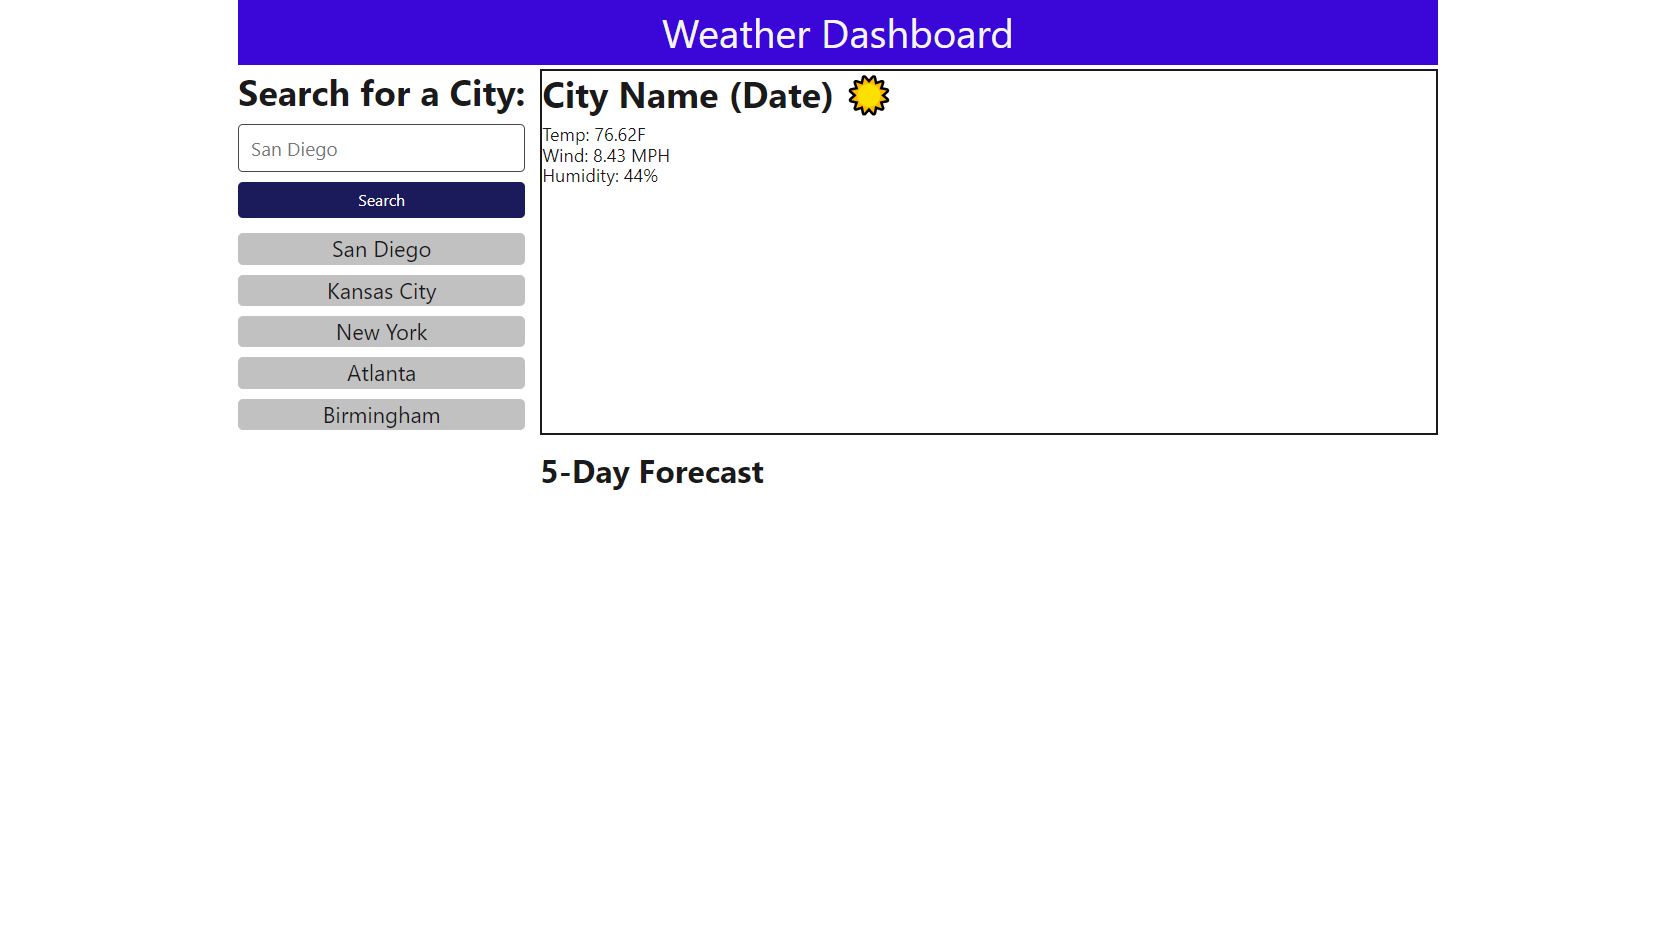 Weather Dashboard
Search for a City:
San Diego
Search
San Diego
Kansas City
New York
Atlanta
Birmingham
City Name (Date)
Temp: 76.62F
Wind: 8.43 MPH
Humidity: 44%
5-Day Forecast